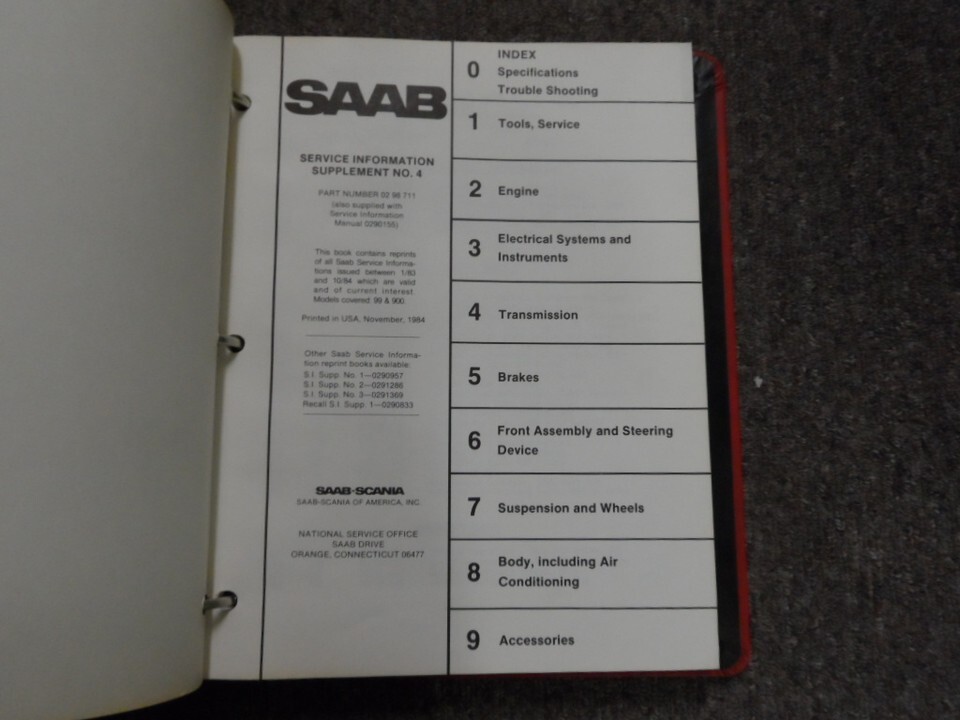 SAAB
SERVICE INFORMATION
SUPPLEMENT NO. 4
PART NUMBER 02 96 711
(also supplied with
Service Information
Manual 0290155)
This book contains reprints
of all Saab Service Informa-
tions issued between 1/83
and 10/84 which are valid
and of current interest.
Models covered: 99 & 900.
Printed in USA, November, 1984
Other Saab Service Informa-
tion reprint books available:
S.I. Supp. No. 1—0290957
S.I. Supp. No. 2—0291286
S.I. Supp. No. 3—0291369
Recall S.I. Supp. 1—0290833
SAAB-SCANIA
SAAB-SCANIA OF AMERICA, INC.
NATIONAL SERVICE OFFICE
SAAB DRIVE
ORANGE, CONNECTICUT 06477
0 INDEX
Specifications
Trouble Shooting
1 Tools, Service
2 Engine
3 Electrical Systems and
Instruments
4 Transmission
5 Brakes
6 Front Assembly and Steering
Device
7 Suspension and Wheels
8 Body, including Air
Conditioning
9 Accessories